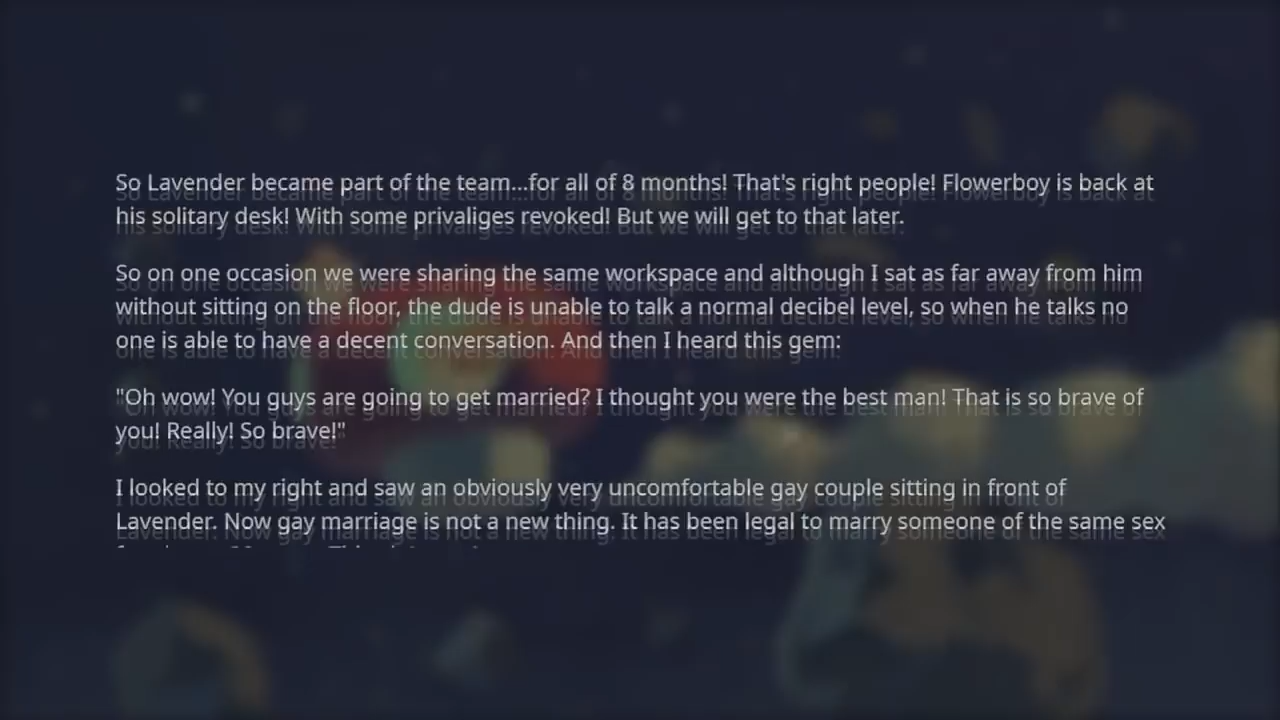 So Lavender became part of the team...for all of 8 months! That's right people! Flowerboy is back at
his solitary desk! With some privaliges revoked! But we will get to that later.
So on one occasion we were sharing the same workspace and although I sat as far away from him
without sitting on the floor, the dude is unable to talk a normal decibel level, so when he talks no
one is able to have a decent conversation. And then I heard this gem:
"Oh wow! You guys are going to get married? I thought you were the best man! That is so brave of
you! Really! So brave!"
I looked to my right and saw an obviously very uncomfortable gay couple sitting in front of
Lavender. Now gay marriage is not a new thing. It has been legal to marry someone of the same sex